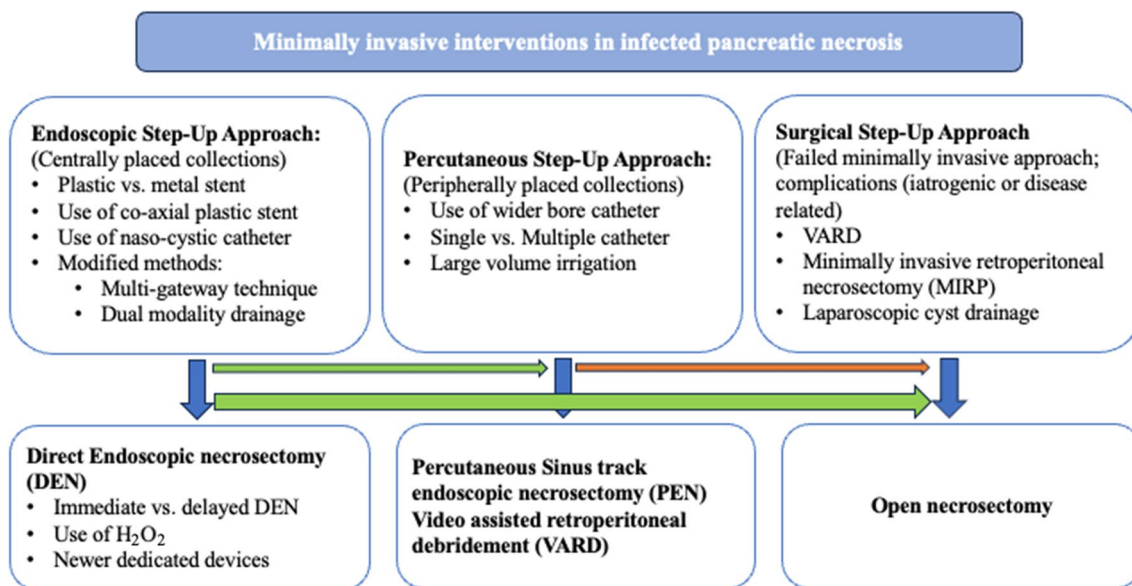 Minimally invasive interventions in infected pancreatic necrosis
Endoscopic Step-Up Approach:
(Centrally placed collections)
• Plastic vs. metal stent
• Use of co-axial plastic stent
• Use of naso-cystic catheter
• Modified methods:
• Multi-gateway technique
• Dual modality drainage
Percutaneous Step-Up Approach:
(Peripherally placed collections)
• Use of wider bore catheter
• Single vs. Multiple catheter
• Large volume irrigation
Surgical Step-Up Approach
(Failed minimally invasive approach;
complications (iatrogenic or disease
related)
• VARD
• Minimally invasive retroperitoneal
necrosectomy (MIRP)
• Laparoscopic cyst drainage
Direct Endoscopic necrosectomy
(DEN)
• Immediate vs. delayed DEN
• Use of H₂O₂
• Newer dedicated devices
Percutaneous Sinus track
endoscopic necrosectomy (PEN)
Video assisted retroperitoneal
debridement (VARD)
Open necrosectomy